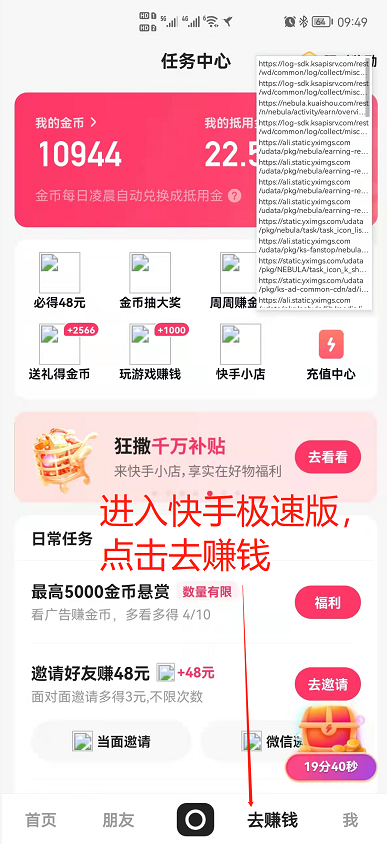 HD 1 5G 4G 6 64 09:49
HD 2
任务中心
https://log-sdk.ksapisrv.com/rest
/wd/common/log/collect/misc...
https://log-sdk.ksapisrv.com/rest
/wd/common/log/collect/misc...
https://nebula.kuaishou.com/rest
/n/nebula/activity/earn/overvi...
https://log-sdk.ksapisrv.com/rest
/wd/common/log/collect/misc...
https://ali.static.yximgs.com
/udata/pkg/nebula/earning-re...
https://ali.static.yximgs.com
/udata/pkg/nebula/earning-re...
https://ali.static.yximgs.com
/udata/pkg/nebula/earning-re...
https://ali.static.yximgs.com
/udata/pkg/nebula/earning-re...
https://static.yximgs.com/udata
/pkg/nebula/task/task_icon_lis...
https://ali.static.yximgs.com
/udata/pkg/ks-fanstop/nebula...
https://static.yximgs.com/udata
/pkg/NEBULA/task_icon_k_sh...
https://static.yximgs.com/udata
/pkg/ks-ad-common-cdn/ad/i...
https://ali.static.yximgs.com
我的金币 >
我的抵用
10944
22.5
金币每日凌晨自动兑换成抵用金 ?
必得48元
金币抽大奖
周周赚金
+2566
+1000
送礼得金币
玩游戏赚钱
快手小店
充值中心
狂撒千万补贴
来快手小店,享实在好物福利
去看看
进入快手极速版，
点击去赚钱
日常任务
最高5000金币悬赏 数量有限
看广告赚金币，多看多得 4/10
福利
邀请好友赚48元 +48元
面对面邀请多得3元,不限次数
去邀请
当面邀请
微信
19分40秒
首页
朋友
去赚钱
我